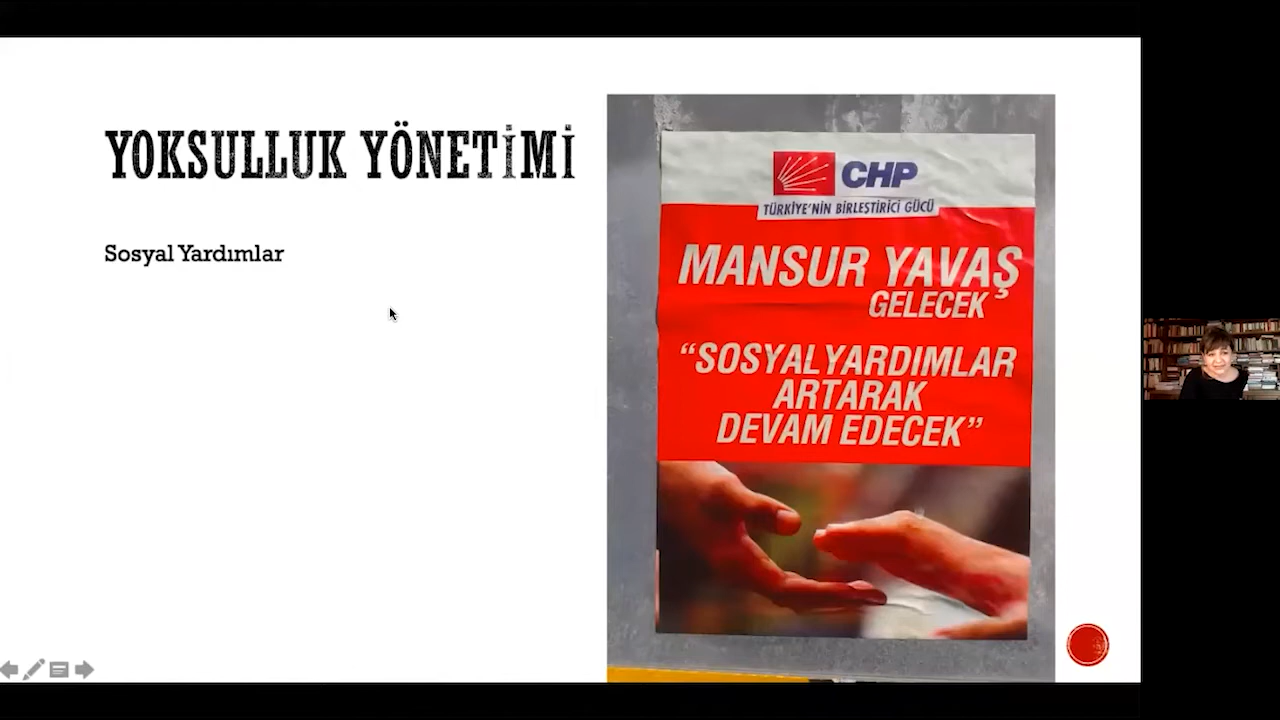 YOKSULLUK YÖNETİMİ
Sosyal Yardımlar
CHP
TÜRKİYE'NİN BİRLEŞTİRİCİ GÜCÜ
MANSUR YAVAŞ
GELECEK
“SOSYAL YARDIMLAR
ARTARAK
DEVAM EDECEK”